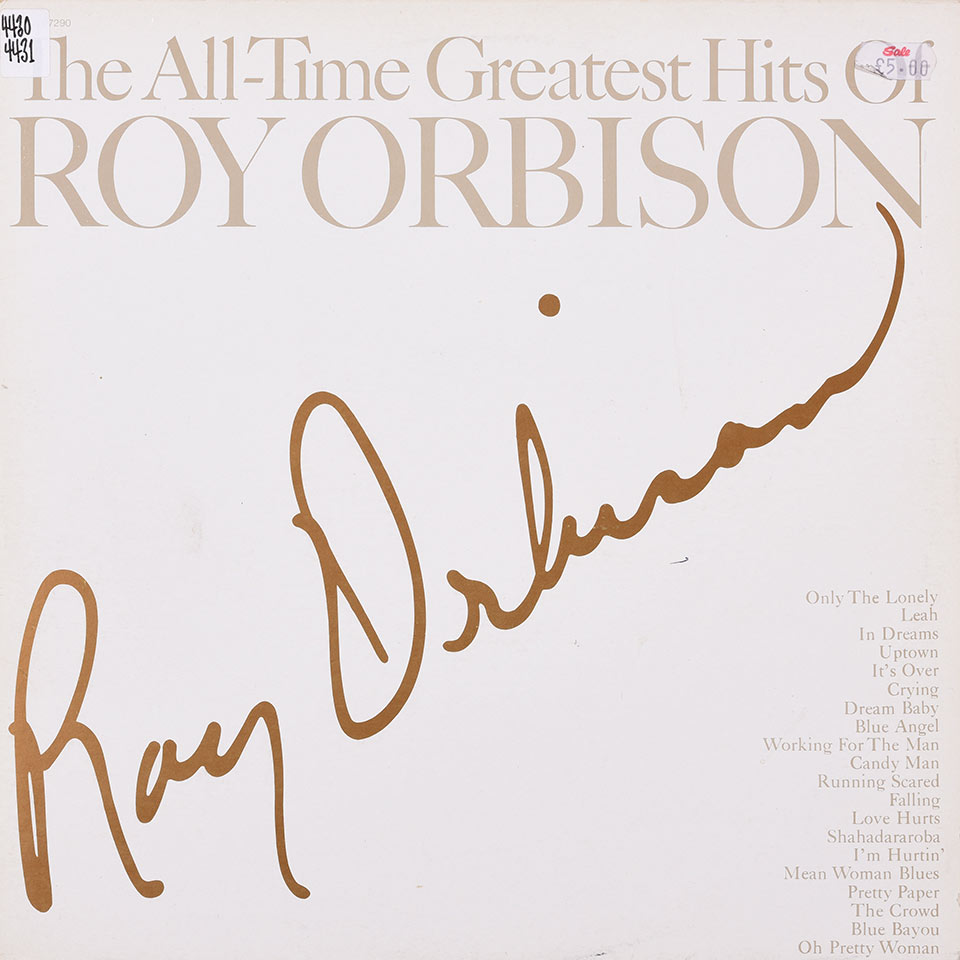 4430
4431
7290
Sale
£5.00
The All-Time Greatest Hits Of
ROY ORBISON
Roy Orbison
Only The Lonely
Leah
In Dreams
Uptown
It's Over
Crying
Dream Baby
Blue Angel
Working For The Man
Candy Man
Running Scared
Falling
Love Hurts
Shahadararoba
I'm Hurtin'
Mean Woman Blues
Pretty Paper
The Crowd
Blue Bayou
Oh Pretty Woman